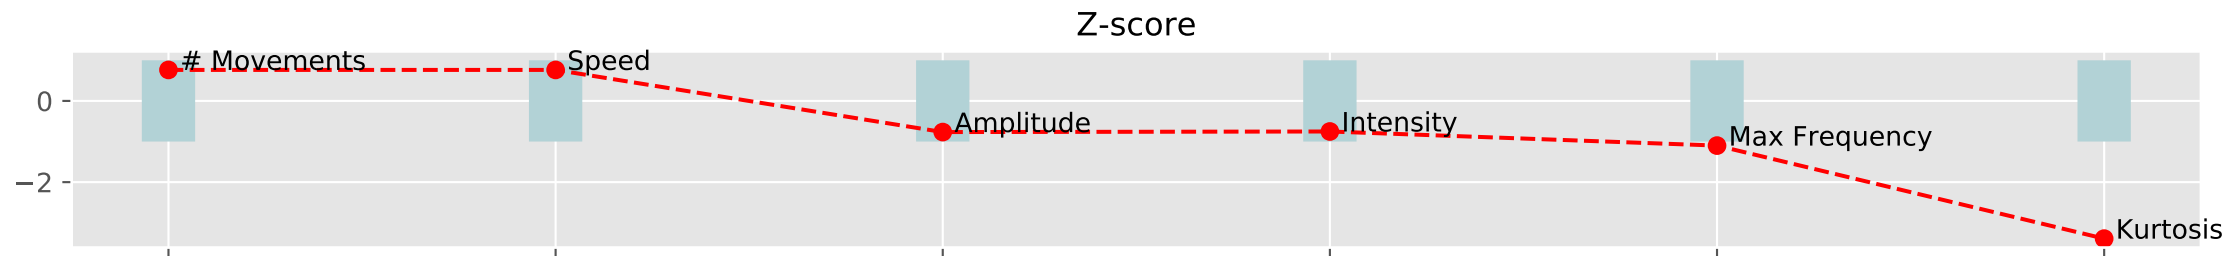 Z-score
# Movements
Speed
0
Amplitude
Intensity
Max Frequency
−2
Kurtosis